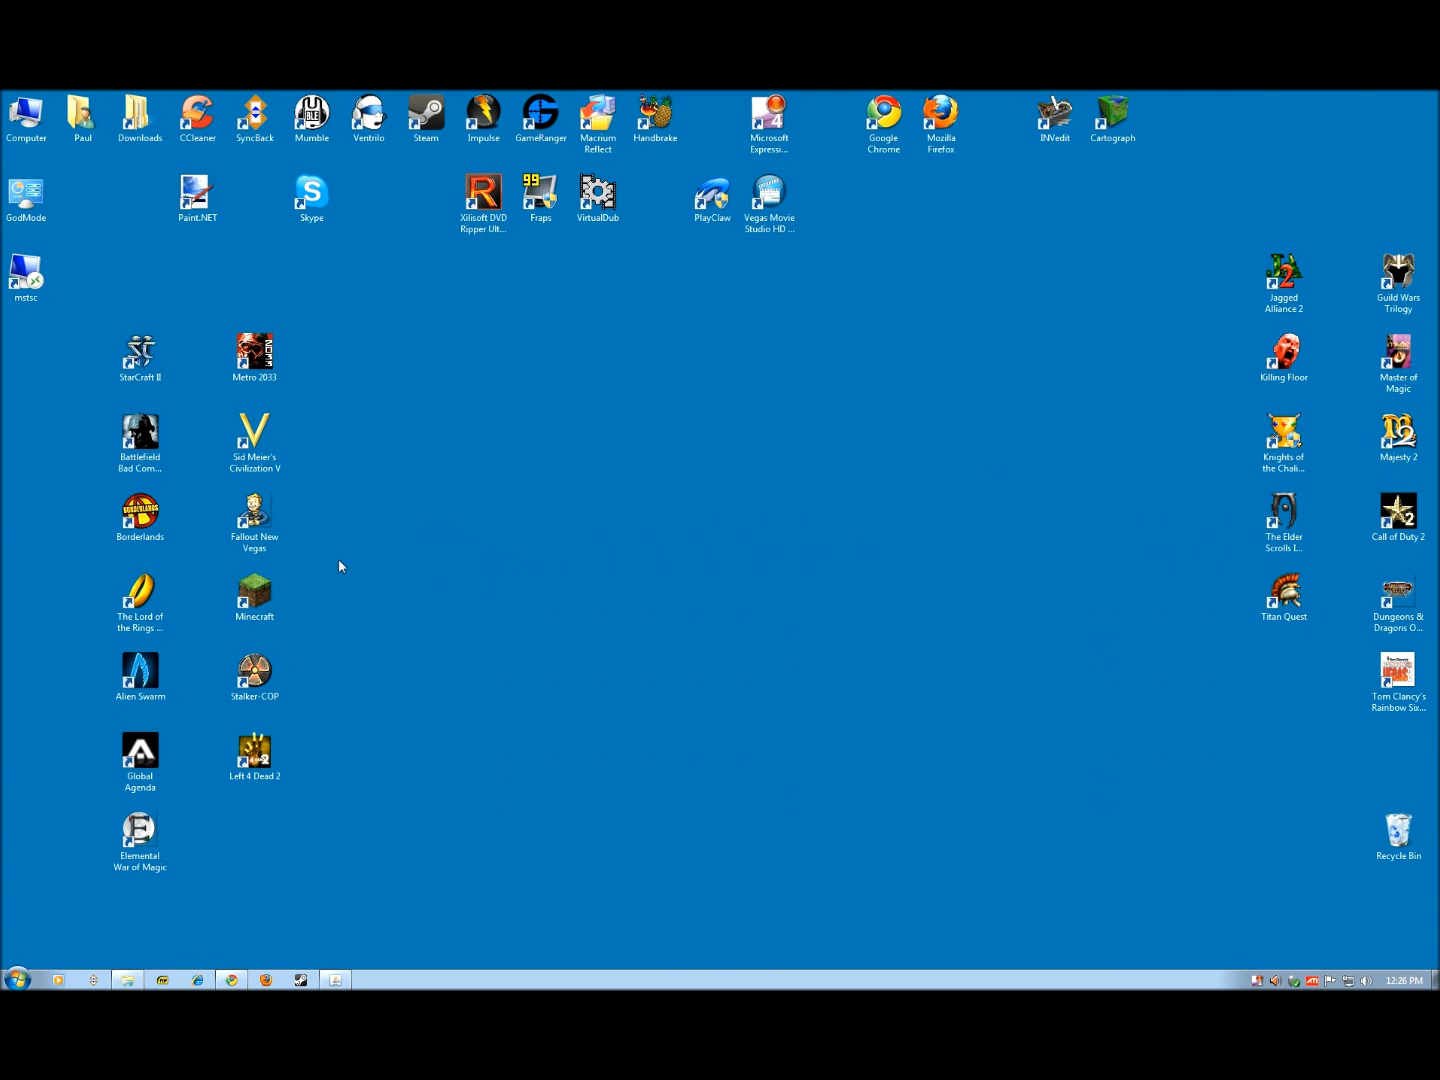 Computer
Paul
Downloads
CCleaner
SyncBack
Mumble
Ventrilo
Steam
Impulse
GameRanger
Macrium
Reflect
Handbrake
Microsoft
Expressi...
Google
Chrome
Mozilla
Firefox
INVedit
Cartograph
GodMode
Paint.NET
Skype
Xilisoft DVD
Ripper Ult...
99
Fraps
VirtualDub
PlayClaw
Vegas Movie
Studio HD ...
mstsc
Jagged
Alliance 2
Guild Wars
Trilogy
StarCraft II
Metro 2033
Killing Floor
Master of
Magic
Battlefield
Bad Com...
Sid Meier's
Civilization V
Knights of
the Chali...
Majesty 2
BORDERLANDS
Borderlands
Fallout New
Vegas
The Elder
Scrolls I...
Call of Duty 2
The Lord of
the Rings ...
Minecraft
Titan Quest
Dungeons &
Dragons O...
Alien Swarm
Stalker-COP
Tom Clancy's
Rainbow Six...
Global
Agenda
Left 4 Dead 2
Elemental
War of Magic
Recycle Bin
12:26 PM